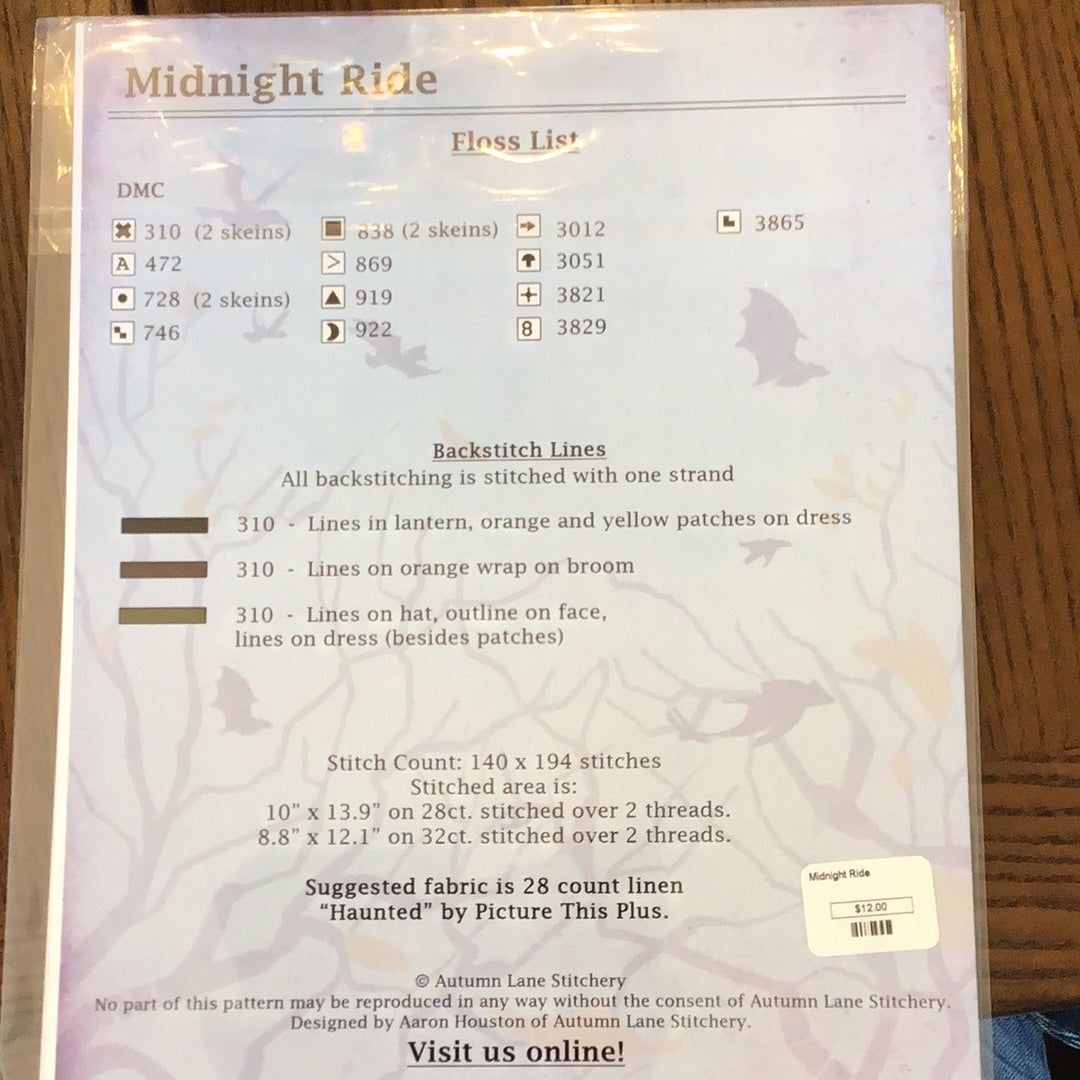 Midnight Ride
Floss List
DMC
310 (2 skeins)
A 472
728 (2 skeins)
746
838 (2 skeins)
> 869
919
922
3012
3051
3821
8 3829
3865
Backstitch Lines
All backstitching is stitched with one strand
310 - Lines in lantern, orange and yellow patches on dress
310 - Lines on orange wrap on broom
310 - Lines on hat, outline on face,
lines on dress (besides patches)
Stitch Count: 140 x 194 stitches
Stitched area is:
10" x 13.9" on 28ct. stitched over 2 threads.
8.8" x 12.1" on 32ct. stitched over 2 threads.
Suggested fabric is 28 count linen
“Haunted” by Picture This Plus.
Midnight Ride
$12.00
© Autumn Lane Stitchery
No part of this pattern may be reproduced in any way without the consent of Autumn Lane Stitchery.
Designed by Aaron Houston of Autumn Lane Stitchery.
Visit us online!